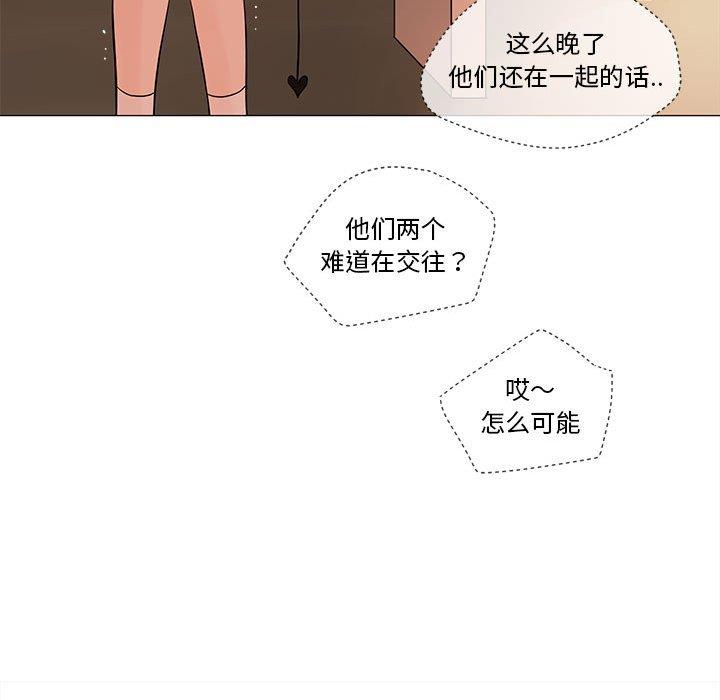 这么晚了
他们还在一起的话..
他们两个
难道在交往？
哎～
怎么可能